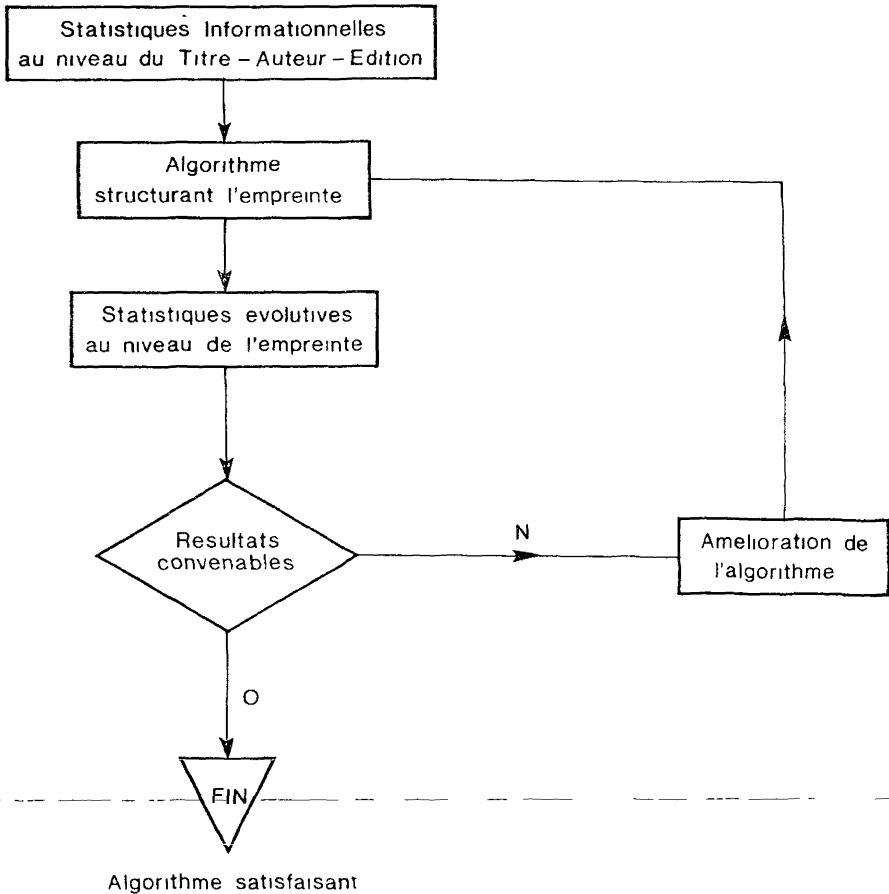 Statistiques Informationnelles
au niveau du Titre – Auteur – Edition
Algorithme
structurant l'empreinte
Statistiques evolutives
au niveau de l'empreinte
Resultats
convenables
N
Amelioration de
l'algorithme
O
FIN
Algorithme satisfaisant